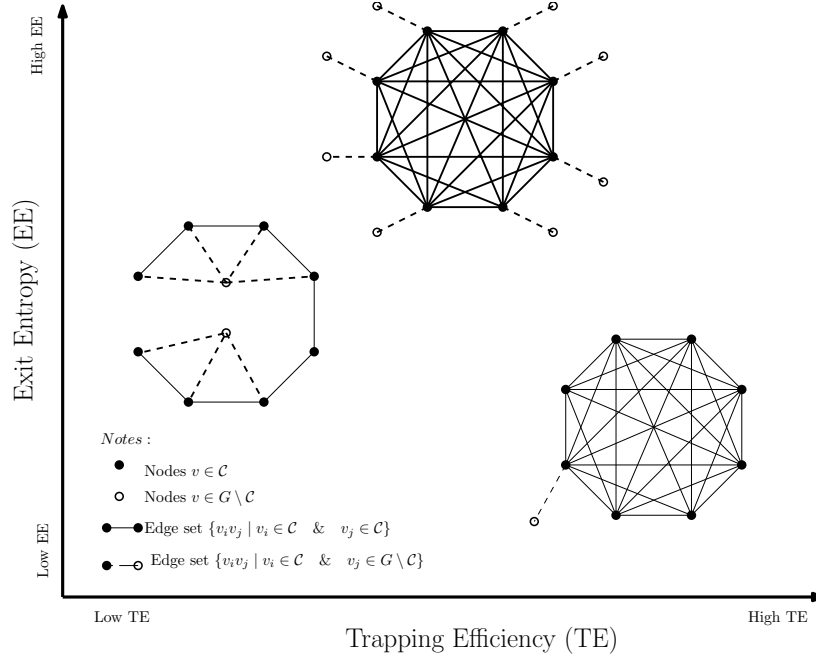 High EE
Exit Entropy (EE)
Notes :
Nodes v ∈ C
Nodes v ∈ G \ C
Edge set {v_i v_j | v_i ∈ C & v_j ∈ C}
Edge set {v_i v_j | v_i ∈ C & v_j ∈ G \ C}
Low EE
Low TE
High TE
Trapping Efficiency (TE)